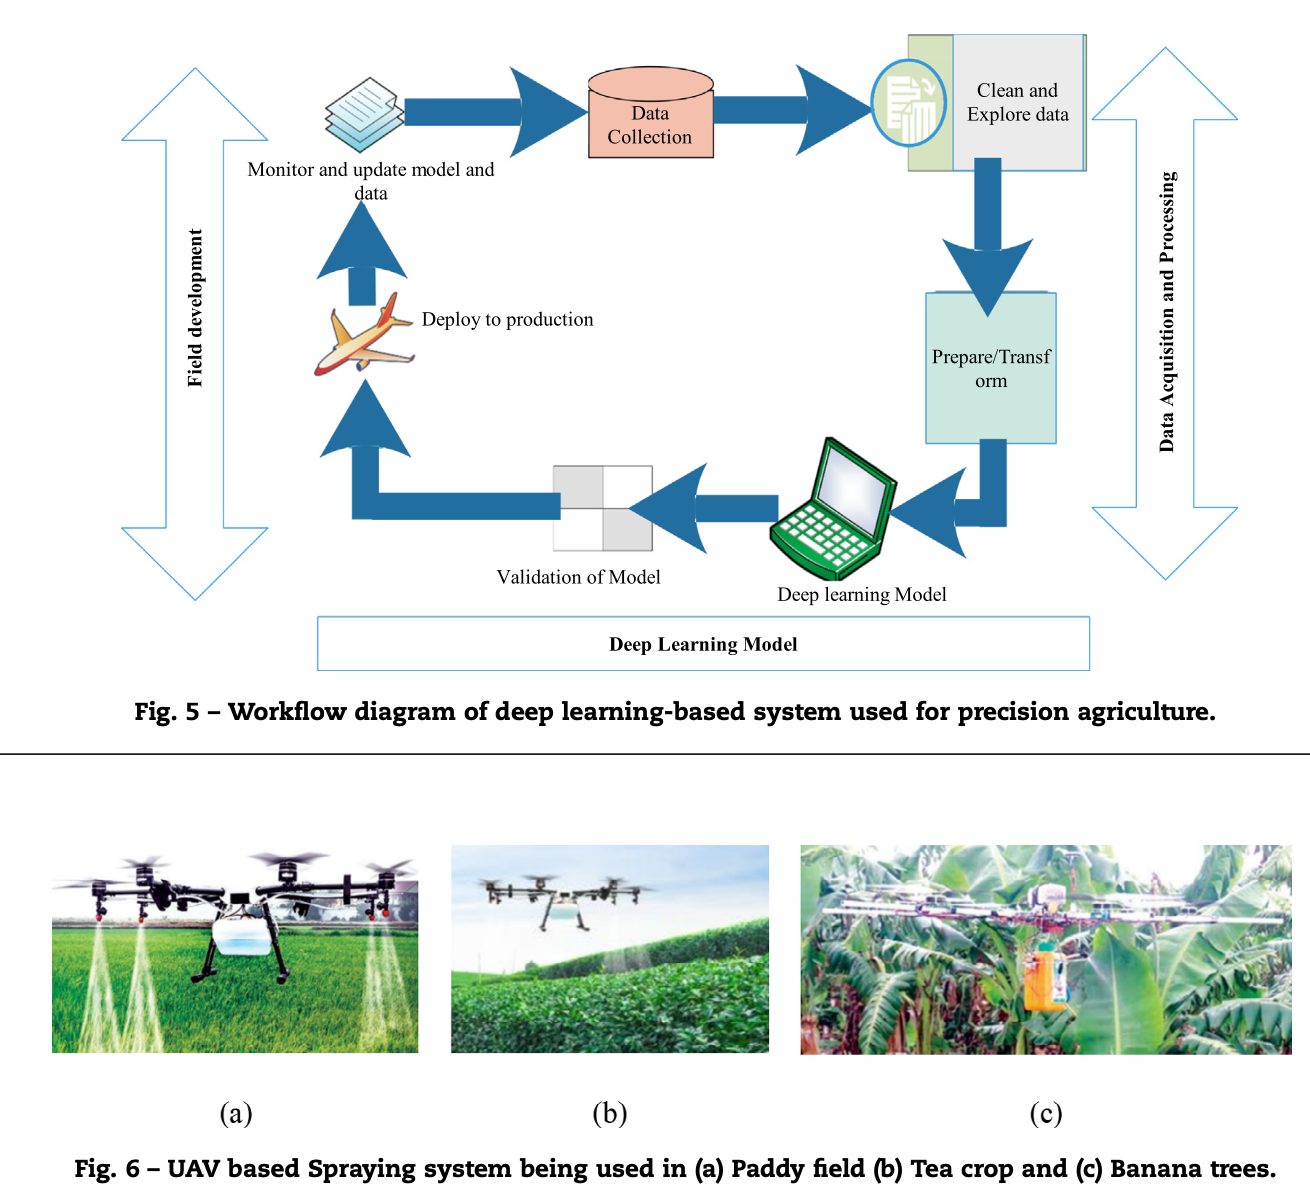 Clean and
Explore data
Data
Collection
Monitor and update model and
data
Field development
Data Acquisition and Processing
Deploy to production
Prepare/Transf
orm
Validation of Model
Deep learning Model
Deep Learning Model
Fig. 5 – Workflow diagram of deep learning-based system used for precision agriculture.
(a)
(b)
(c)
Fig. 6 – UAV based Spraying system being used in (a) Paddy field (b) Tea crop and (c) Banana trees.